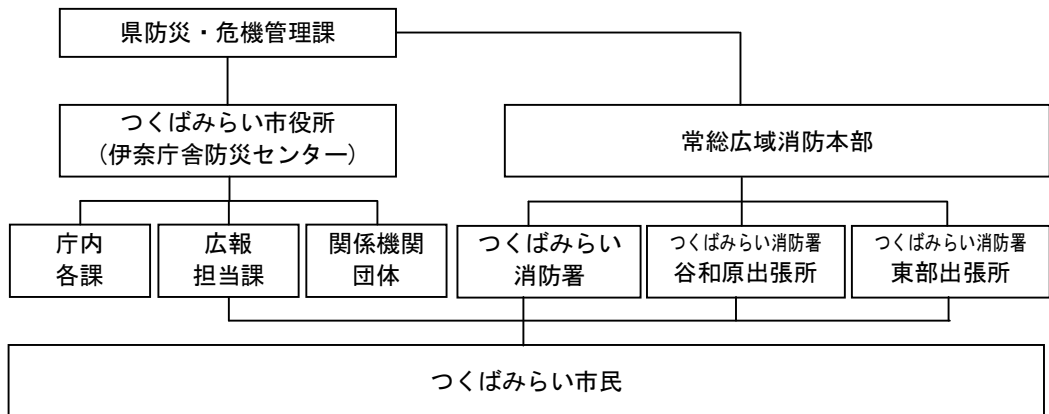 県防災・危機管理課
つくばみらい市役所
（伊奈庁舎防災センター）
常総広域消防本部
庁内
各課
広報
担当課
関係機関
団体
つくばみらい
消防署
つくばみらい消防署
谷和原出張所
つくばみらい消防署
東部出張所
つくばみらい市民